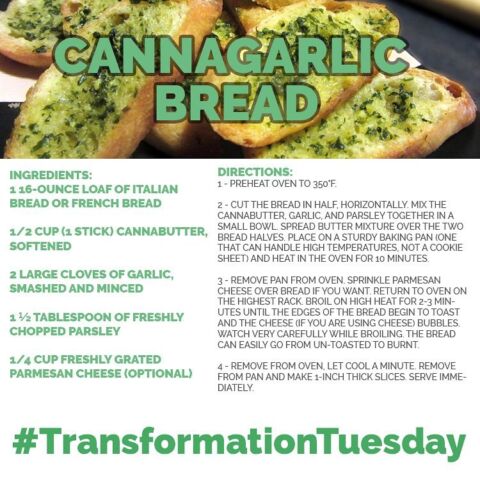 CANNAGARLIC
BREAD
INGREDIENTS:
1 16-OUNCE LOAF OF ITALIAN
BREAD OR FRENCH BREAD
1/2 CUP (1 STICK) CANNABUTTER,
SOFTENED
2 LARGE CLOVES OF GARLIC,
SMASHED AND MINCED
1 ½ TABLESPOON OF FRESHLY
CHOPPED PARSLEY
1/4 CUP FRESHLY GRATED
PARMESAN CHEESE (OPTIONAL)
DIRECTIONS:
1 - PREHEAT OVEN TO 350°F.
2 - CUT THE BREAD IN HALF, HORIZONTALLY. MIX THE
CANNABUTTER, GARLIC, AND PARSLEY TOGETHER IN A
SMALL BOWL. SPREAD BUTTER MIXTURE OVER THE TWO
BREAD HALVES. PLACE ON A STURDY BAKING PAN (ONE
THAT CAN HANDLE HIGH TEMPERATURES, NOT A COOKIE
SHEET) AND HEAT IN THE OVEN FOR 10 MINUTES.
3 - REMOVE PAN FROM OVEN. SPRINKLE PARMESAN
CHEESE OVER BREAD IF YOU WANT. RETURN TO OVEN ON
THE HIGHEST RACK. BROIL ON HIGH HEAT FOR 2-3 MIN-
UTES UNTIL THE EDGES OF THE BREAD BEGIN TO TOAST
AND THE CHEESE (IF YOU ARE USING CHEESE) BUBBLES.
WATCH VERY CAREFULLY WHILE BROILING. THE BREAD
CAN EASILY GO FROM UN-TOASTED TO BURNT.
4 - REMOVE FROM OVEN, LET COOL A MINUTE. REMOVE
FROM PAN AND MAKE 1-INCH THICK SLICES. SERVE IMME-
DIATELY.
#TransformationTuesday